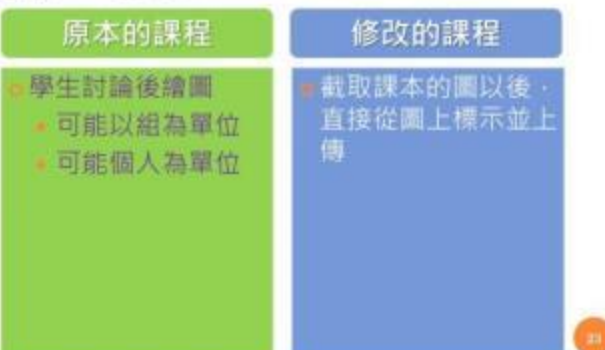 原本的課程
學生討論後繪圖
可能以組為單位
可能個人為單位
修改的課程
截取課本的圖以後，
直接從圖上標示並上
傳